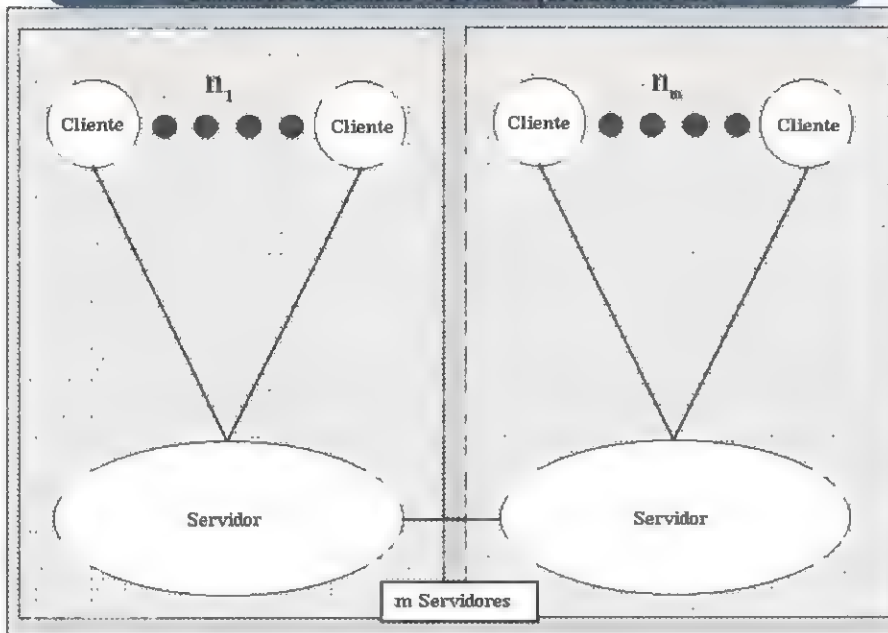 n₁
Cliente
Cliente
nₘ
Cliente
Cliente
Servidor
Servidor
m Servidores